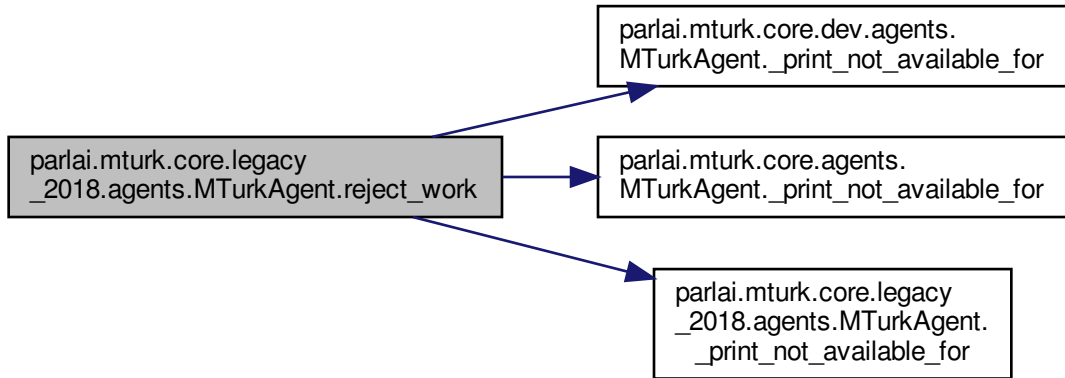 parlai.mturk.core.legacy
_2018.agents.MTurkAgent.reject_work
parlai.mturk.core.dev.agents.
MTurkAgent._print_not_available_for
parlai.mturk.core.agents.
MTurkAgent._print_not_available_for
parlai.mturk.core.legacy
_2018.agents.MTurkAgent.
_print_not_available_for